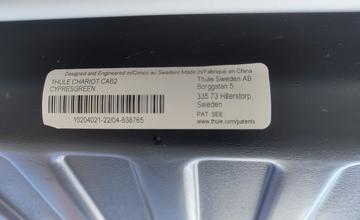 Designed and Engineered in/Conçu au Sweden/ Made in/Fabriqué en China
THULE CHARIOT CAB2
CYPRESGREEN
10204021-22/04-838765
Thule Sweden AB
Borggatan 5,
335 73 Hillerstorp,
Sweden
PAT. SEE
www.thule.com/patents